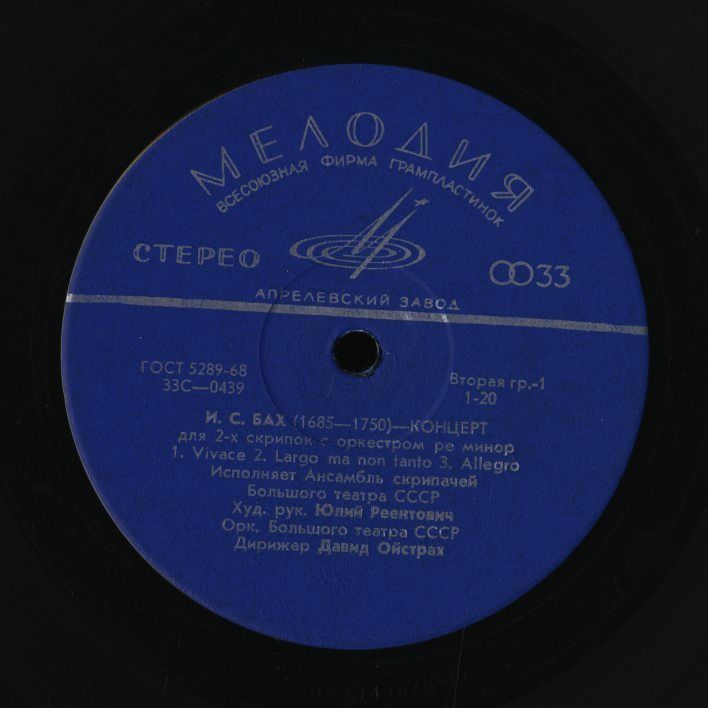 МЕЛОДИЯ
ВСЕСОЮЗНАЯ ФИРМА ГРАМПЛАСТИНОК
СТЕРЕО
33
АПРЕЛЕВСКИЙ ЗАВОД
ГОСТ 5289-68
33С—0439
Вторая гр.-1
1-20
И. С. БАХ (1685—1750)—КОНЦЕРТ
для 2-х скрипок с оркестром ре минор
1. Vivace 2. Largo ma non tanto 3. Allegro
Исполняет Ансамбль скрипачей
Большого театра СССР
Худ. рук. Юлий Реентович
Орк. Большого театра СССР
Дирижер Давид Ойстрах